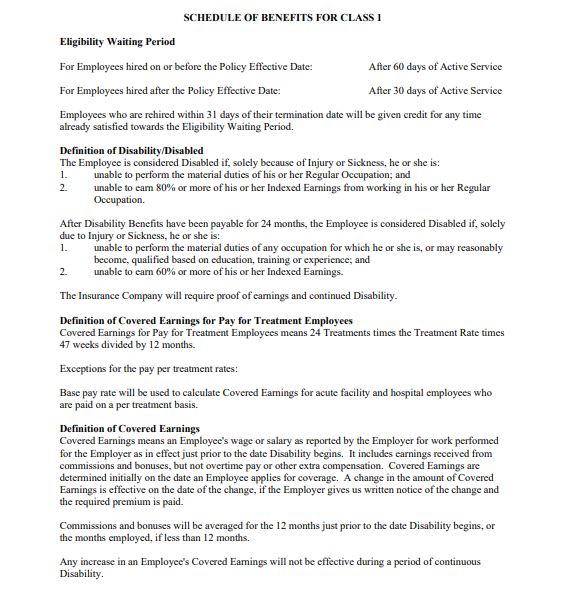 SCHEDULE OF BENEFITS FOR CLASS 1
Eligibility Waiting Period
For Employees hired on or before the Policy Effective Date: After 60 days of Active Service
For Employees hired after the Policy Effective Date: After 30 days of Active Service
Employees who are rehired within 31 days of their termination date will be given credit for any time
already satisfied towards the Eligibility Waiting Period.
Definition of Disability/Disabled
The Employee is considered Disabled if, solely because of Injury or Sickness, he or she is:
1. unable to perform the material duties of his or her Regular Occupation; and
2. unable to earn 80% or more of his or her Indexed Earnings from working in his or her Regular
Occupation.
After Disability Benefits have been payable for 24 months, the Employee is considered Disabled if, solely
due to Injury or Sickness, he or she is:
1. unable to perform the material duties of any occupation for which he or she is, or may reasonably
become, qualified based on education, training or experience; and
2. unable to earn 60% or more of his or her Indexed Earnings.
The Insurance Company will require proof of earnings and continued Disability.
Definition of Covered Earnings for Pay for Treatment Employees
Covered Earnings for Pay for Treatment Employees means 24 Treatments times the Treatment Rate times
47 weeks divided by 12 months.
Exceptions for the pay per treatment rates:
Base pay rate will be used to calculate Covered Earnings for acute facility and hospital employees who
are paid on a per treatment basis.
Definition of Covered Earnings
Covered Earnings means an Employee's wage or salary as reported by the Employer for work performed
for the Employer as in effect just prior to the date Disability begins. It includes earnings received from
commissions and bonuses, but not overtime pay or other extra compensation. Covered Earnings are
determined initially on the date an Employee applies for coverage. A change in the amount of Covered
Earnings is effective on the date of the change, if the Employer gives us written notice of the change and
the required premium is paid.
Commissions and bonuses will be averaged for the 12 months just prior to the date Disability begins, or
the months employed, if less than 12 months.
Any increase in an Employee's Covered Earnings will not be effective during a period of continuous
Disability.